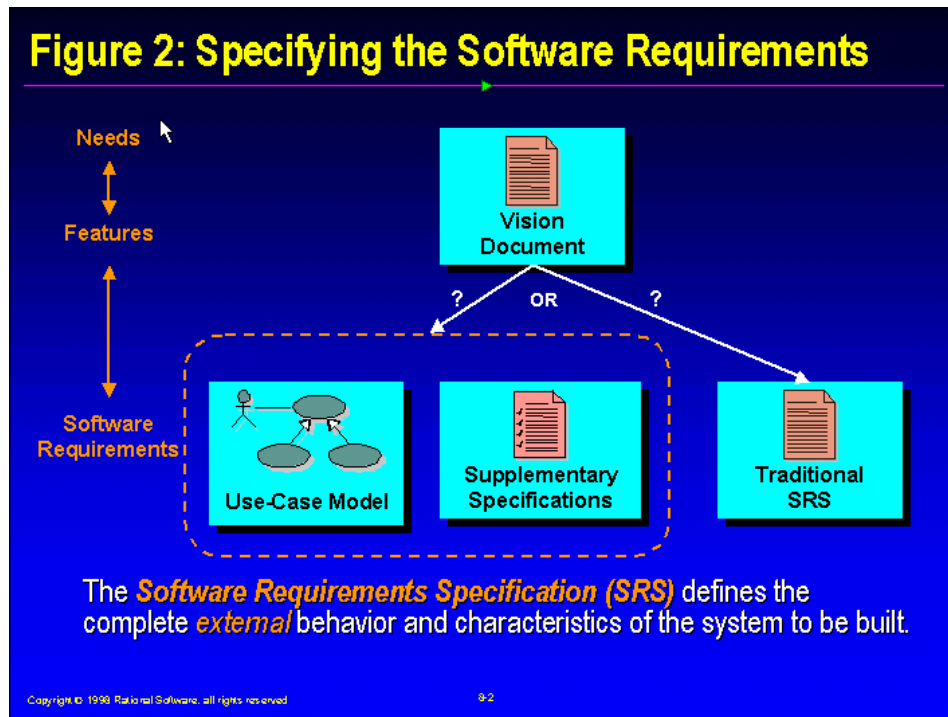 Figure 2: Specifying the Software Requirements
Needs
Features
Software
Requirements
Vision
Document
?
OR
?
Use-Case Model
Supplementary
Specifications
Traditional
SRS
The Software Requirements Specification (SRS) defines the
complete external behavior and characteristics of the system to be built.
Copyright © 1998 Rational Software, all rights reserved
8-2